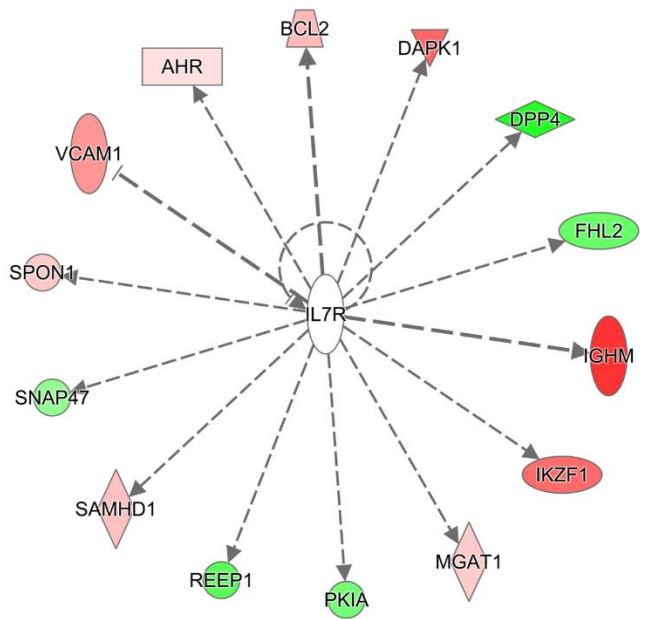 BCL2
DAPK1
AHR
DPP4
VCAM1
FHL2
SPON1
IL7R
IGHM
SNAP47
IKZF1
SAMHD1
MGAT1
REEP1
PKIA